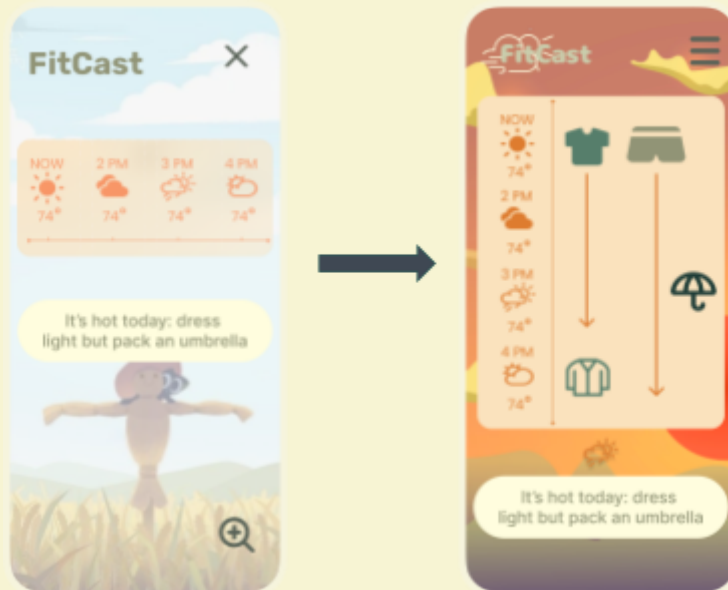 FitCast
NOW 2 PM 3 PM 4 PM
74° 74° 74° 74°
It's hot today: dress
light but pack an umbrella
FitCast
NOW
74°
2 PM
74°
3 PM
74°
4 PM
74°
It's hot today: dress
light but pack an umbrella